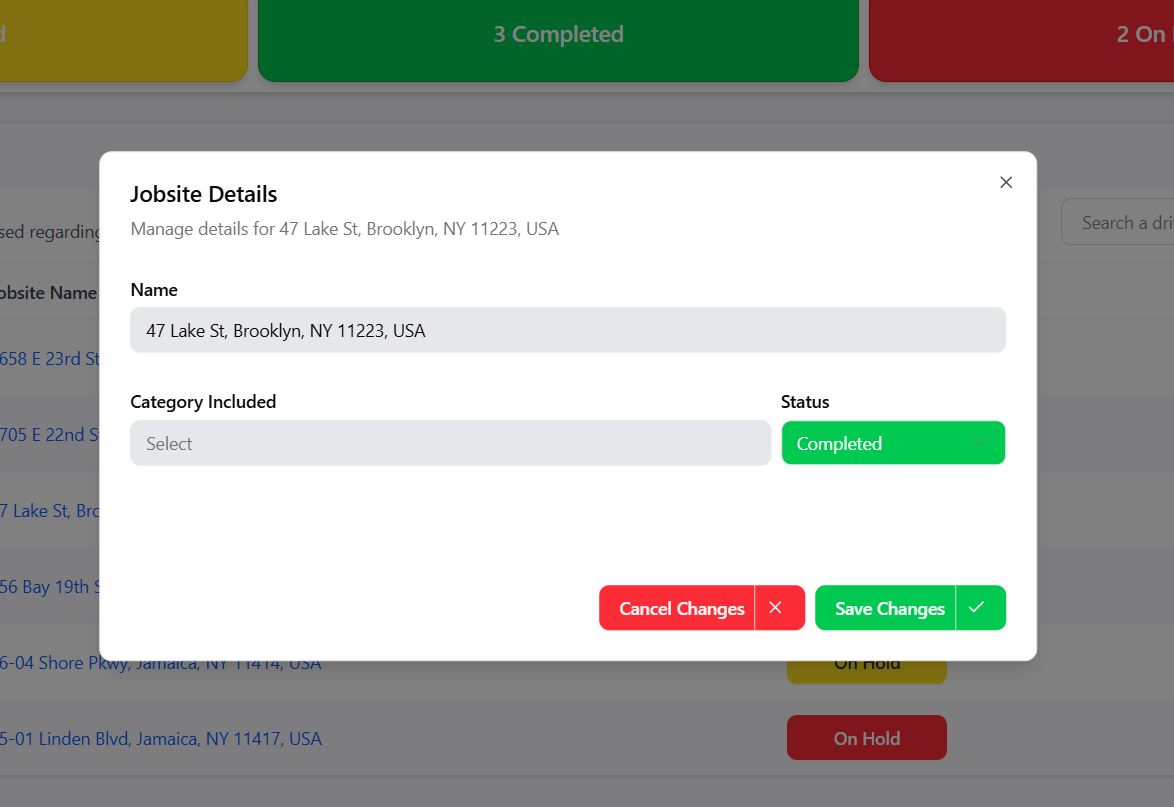 3 Completed
2 On
Jobsite Details
Manage details for 47 Lake St, Brooklyn, NY 11223, USA
sed regarding
Search a dri
Name
obsite Name
47 Lake St, Brooklyn, NY 11223, USA
658 E 23rd St
Category Included
Status
705 E 22nd S
Select
Completed
7 Lake St, Bro
56 Bay 19th S
Cancel Changes
Save Changes
6-04 Shore Pkwy, Jamaica, NY 11414, USA
On Hold
5-01 Linden Blvd, Jamaica, NY 11417, USA
On Hold